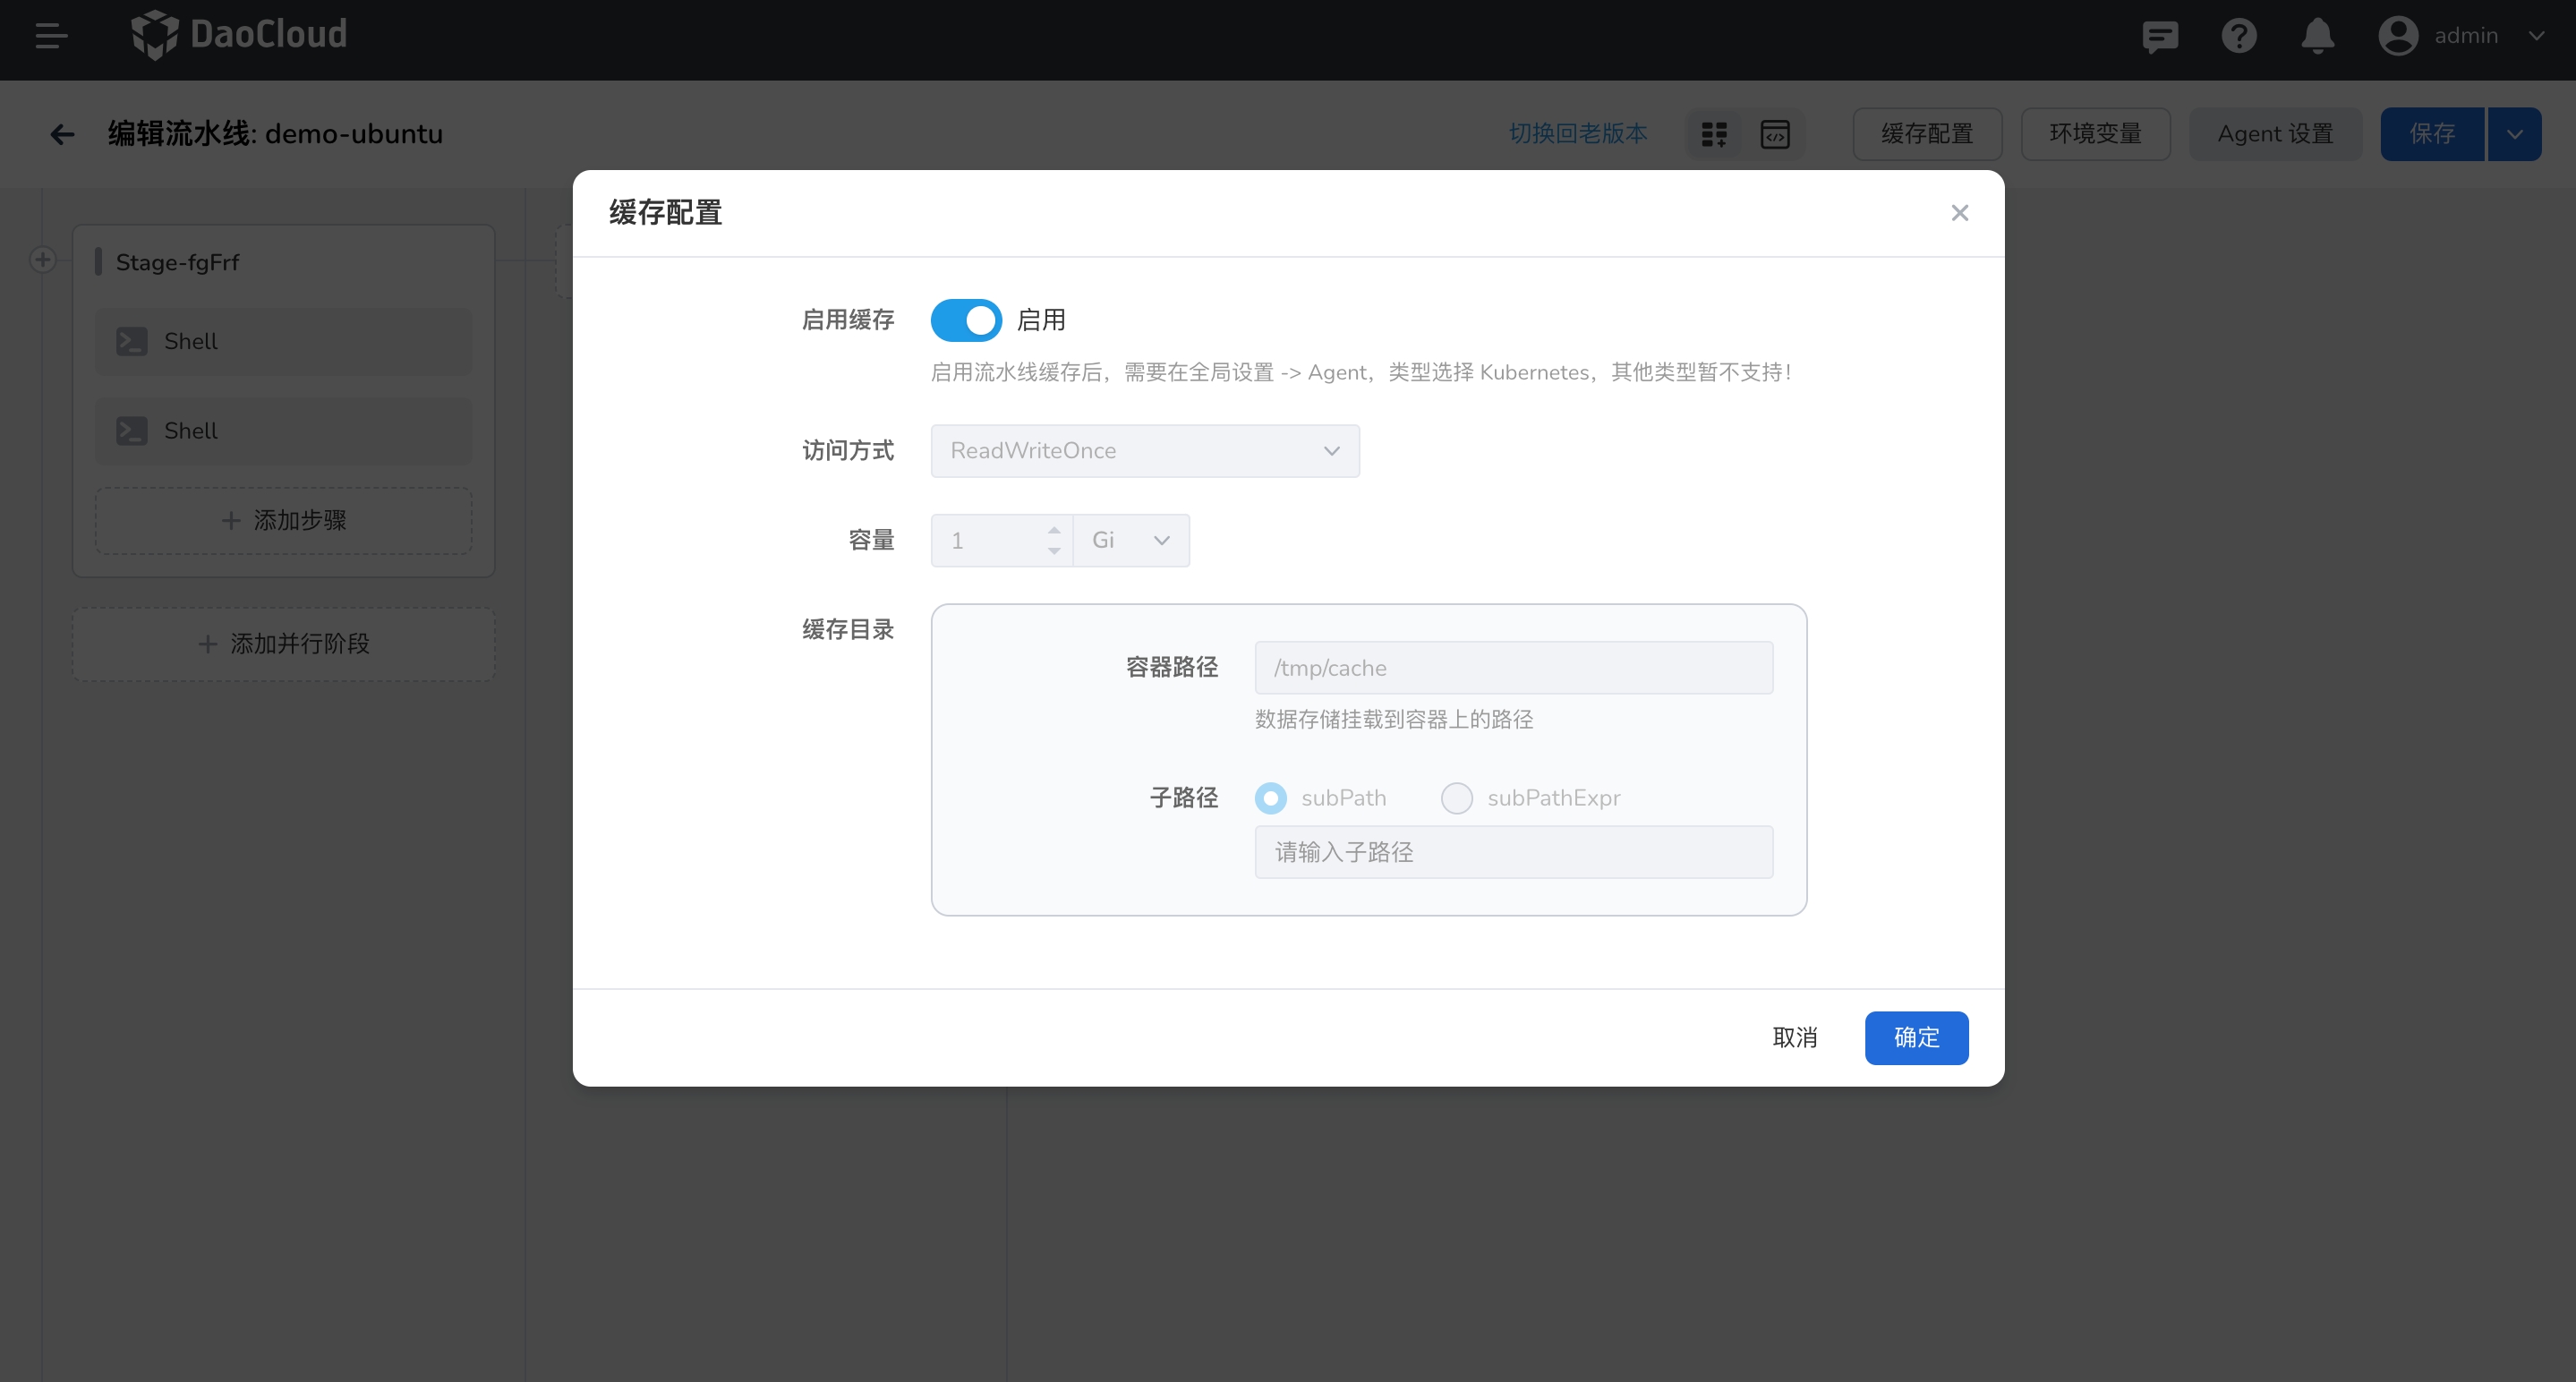 DaoCloud
admin
编辑流水线: demo-ubuntu
切换回老版本
缓存配置
环境变量
Agent 设置
保存
Stage-fgFrf
Shell
Shell
添加步骤
添加并行阶段
缓存配置
启用缓存
启用
启用流水线缓存后，需要在全局设置 -> Agent，类型选择 Kubernetes，其他类型暂不支持！
访问方式
ReadWriteOnce
容量
1
Gi
缓存目录
容器路径
/tmp/cache
数据存储挂载到容器上的路径
子路径
subPath
subPathExpr
请输入子路径
取消
确定